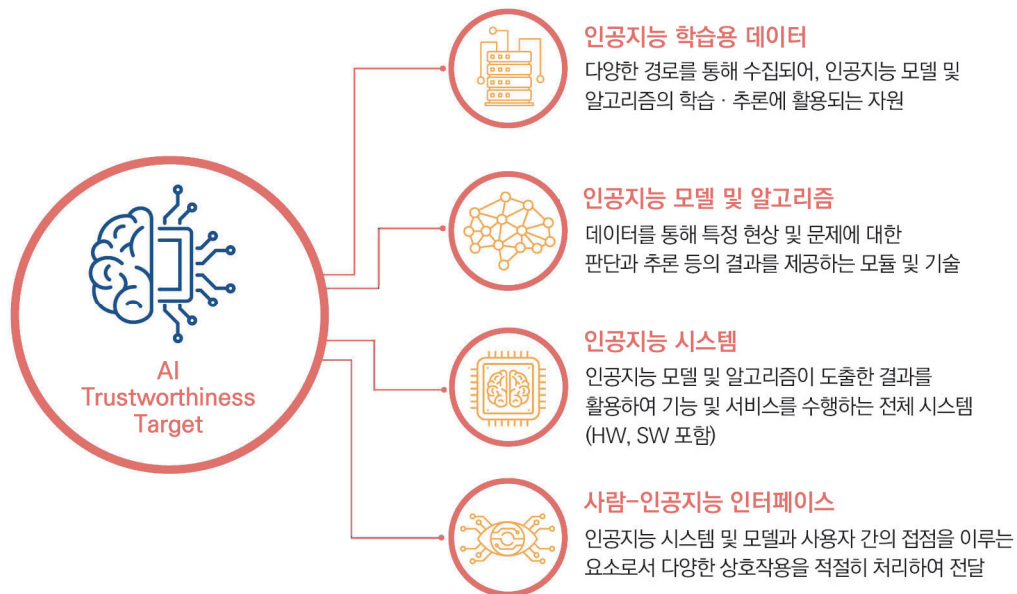 AI
Trustworthiness
Target
인공지능 학습용 데이터
다양한 경로를 통해 수집되어, 인공지능 모델 및
알고리즘의 학습 · 추론에 활용되는 자원
인공지능 모델 및 알고리즘
데이터를 통해 특정 현상 및 문제에 대한
판단과 추론 등의 결과를 제공하는 모듈 및 기술
인공지능 시스템
인공지능 모델 및 알고리즘이 도출한 결과를
활용하여 기능 및 서비스를 수행하는 전체 시스템
(HW, SW 포함)
사람-인공지능 인터페이스
인공지능 시스템 및 모델과 사용자 간의 접점을 이루는
요소로서 다양한 상호작용을 적절히 처리하여 전달